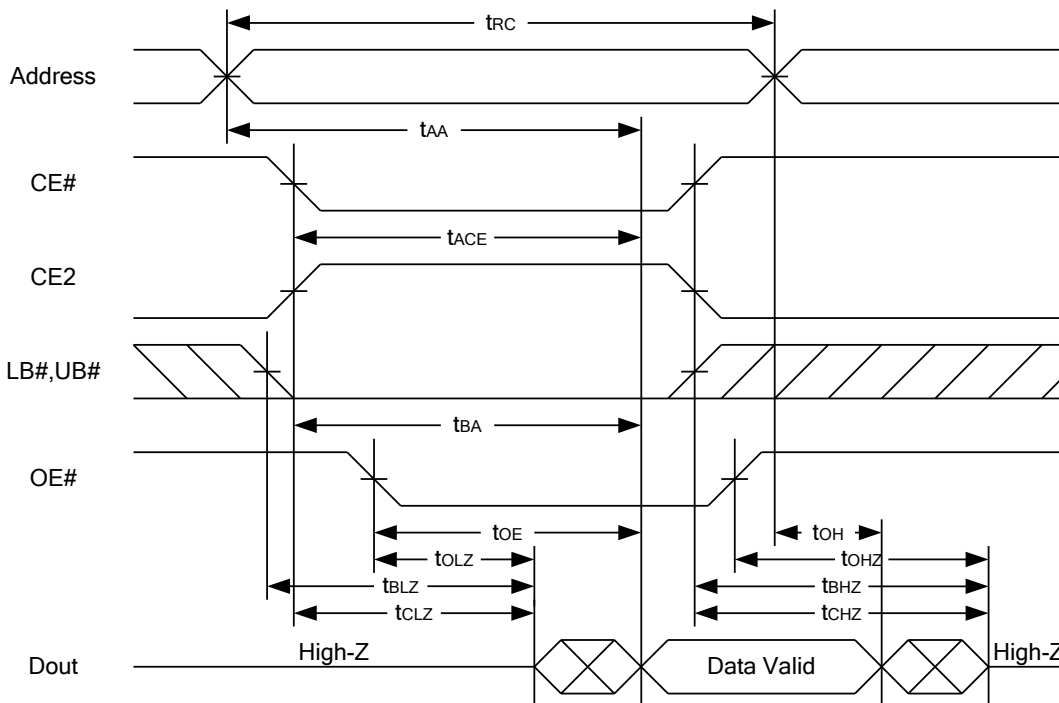 tRC
Address
tAA
CE#
tACE
CE2
LB#,UB#
tBA
OE#
tOE
tOH
tOLZ
tOHZ
tBLZ
tBHZ
tCLZ
tCHZ
High-Z
High-Z
Dout
Data Valid